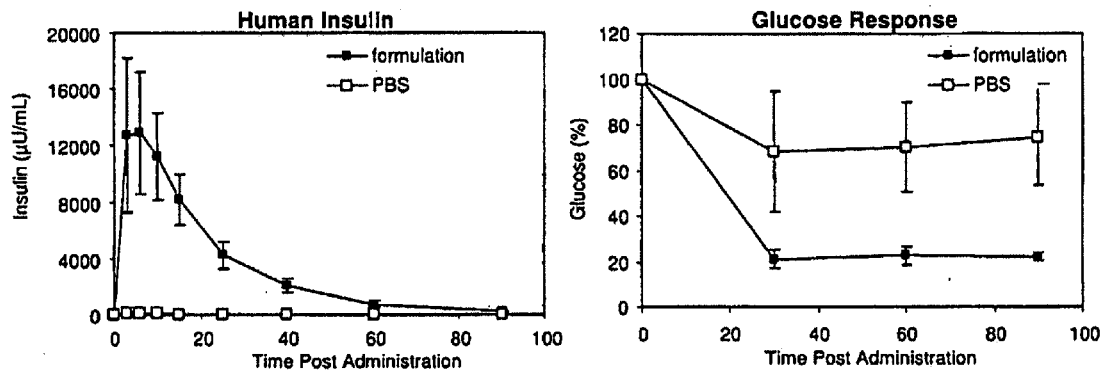 Human Insulin
20000
16000
12000
8000
4000
0
Insulin (µU/mL)
formulation
PBS
0 20 40 60 80 100
Time Post Administration
Glucose Response
120
100
80
60
40
20
0
Glucose (%)
formulation
PBS
0 20 40 60 80 100
Time Post Administration